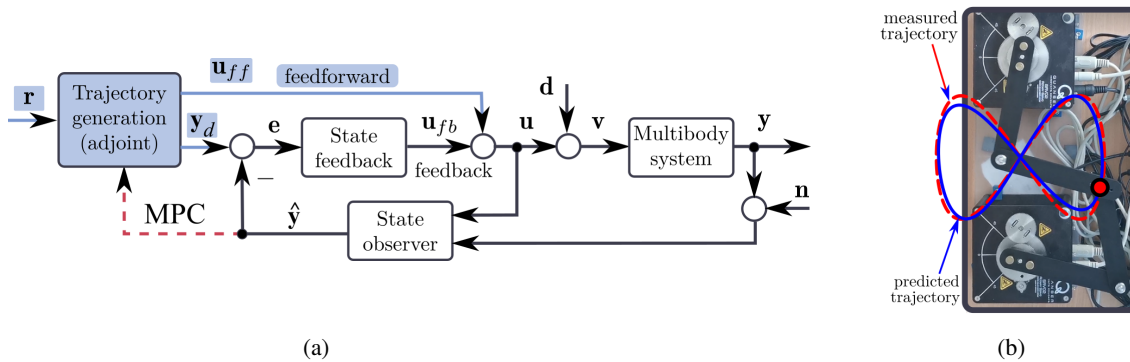 r
Trajectory
generation
(adjoint)
u_ff
feedforward
y_d
e
State
feedback
u_fb
feedback
u
d
v
Multibody
system
y
n
−
MPC
ŷ
State
observer
(a)
measured
trajectory
predicted
trajectory
QUANSER
(b)